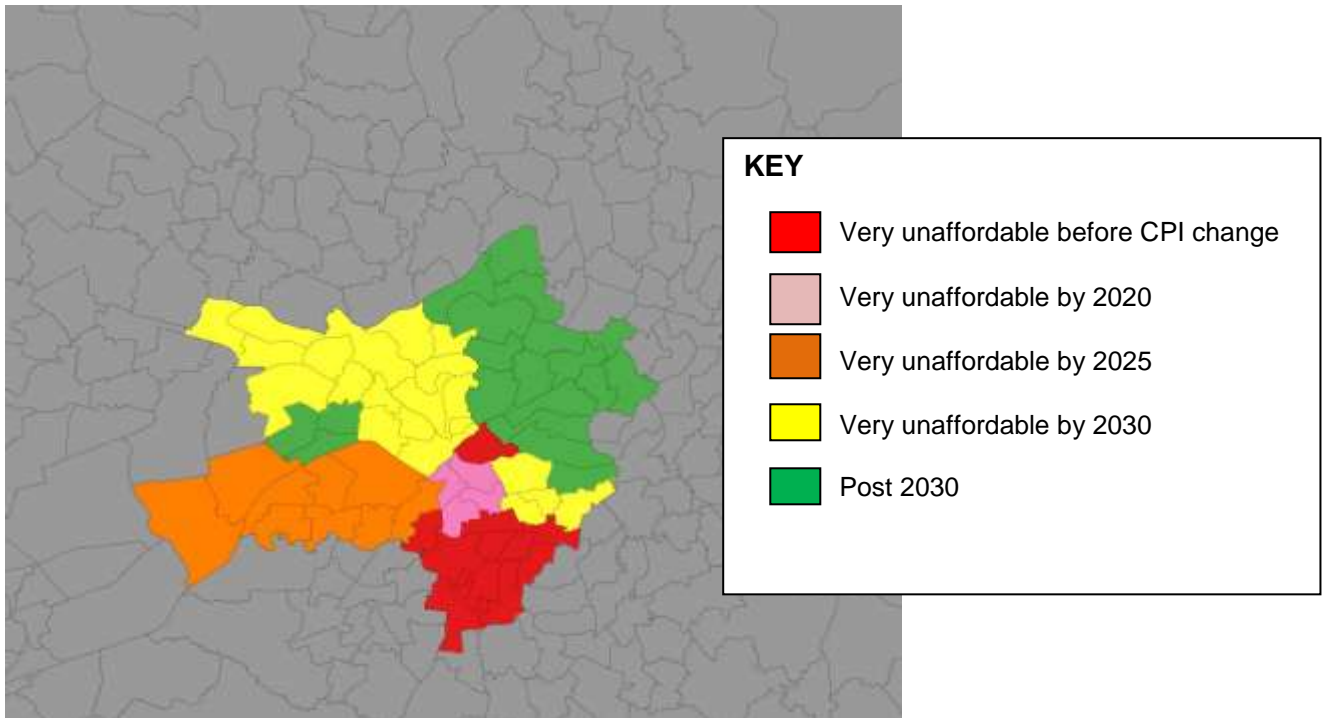 KEY
Very unaffordable before CPI change
Very unaffordable by 2020
Very unaffordable by 2025
Very unaffordable by 2030
Post 2030